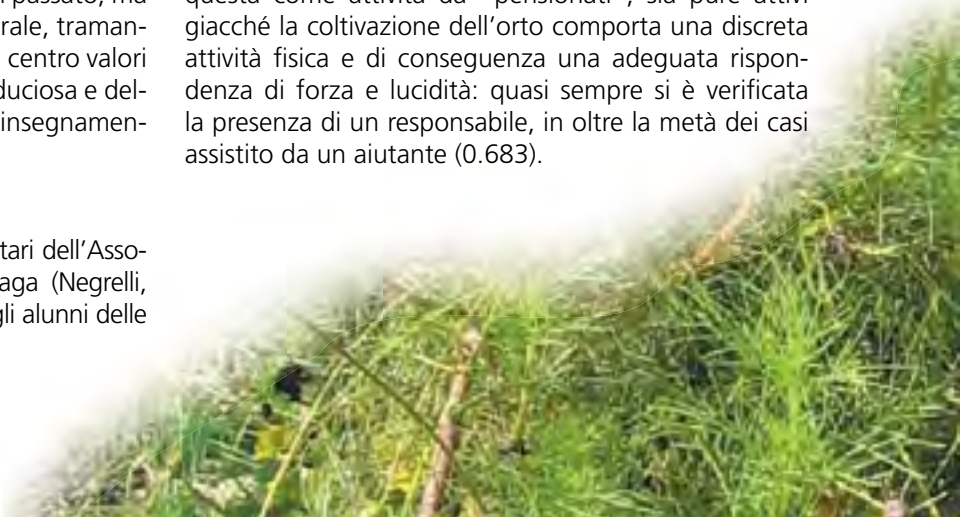 passato, ma
rale, traman-
centro valori
duciosa e del-
insegnamen-
tari dell'Asso-
aga (Negrelli,
gli alunni delle
questa come attività da "pensionati", sia pure attivi
giacché la coltivazione dell'orto comporta una discreta
attività fisica e di conseguenza una adeguata rispon-
denza di forza e lucidità: quasi sempre si è verificata
la presenza di un responsabile, in oltre la metà dei casi
assistito da un aiutante (0.683).